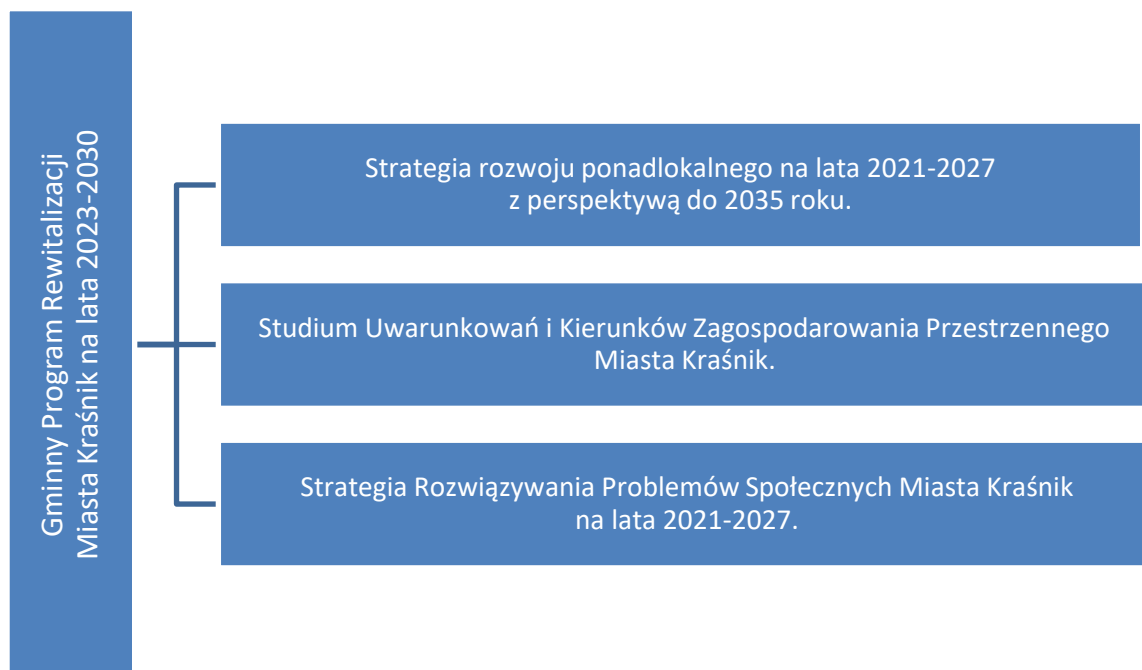 Gminny Program Rewitalizacji
Miasta Kraśnik na lata 2023-2030
Strategia rozwoju ponadlokalnego na lata 2021-2027
z perspektywą do 2035 roku.
Studium Uwarunkowań i Kierunków Zagospodarowania Przestrzennego
Miasta Kraśnik.
Strategia Rozwiązywania Problemów Społecznych Miasta Kraśnik
na lata 2021-2027.